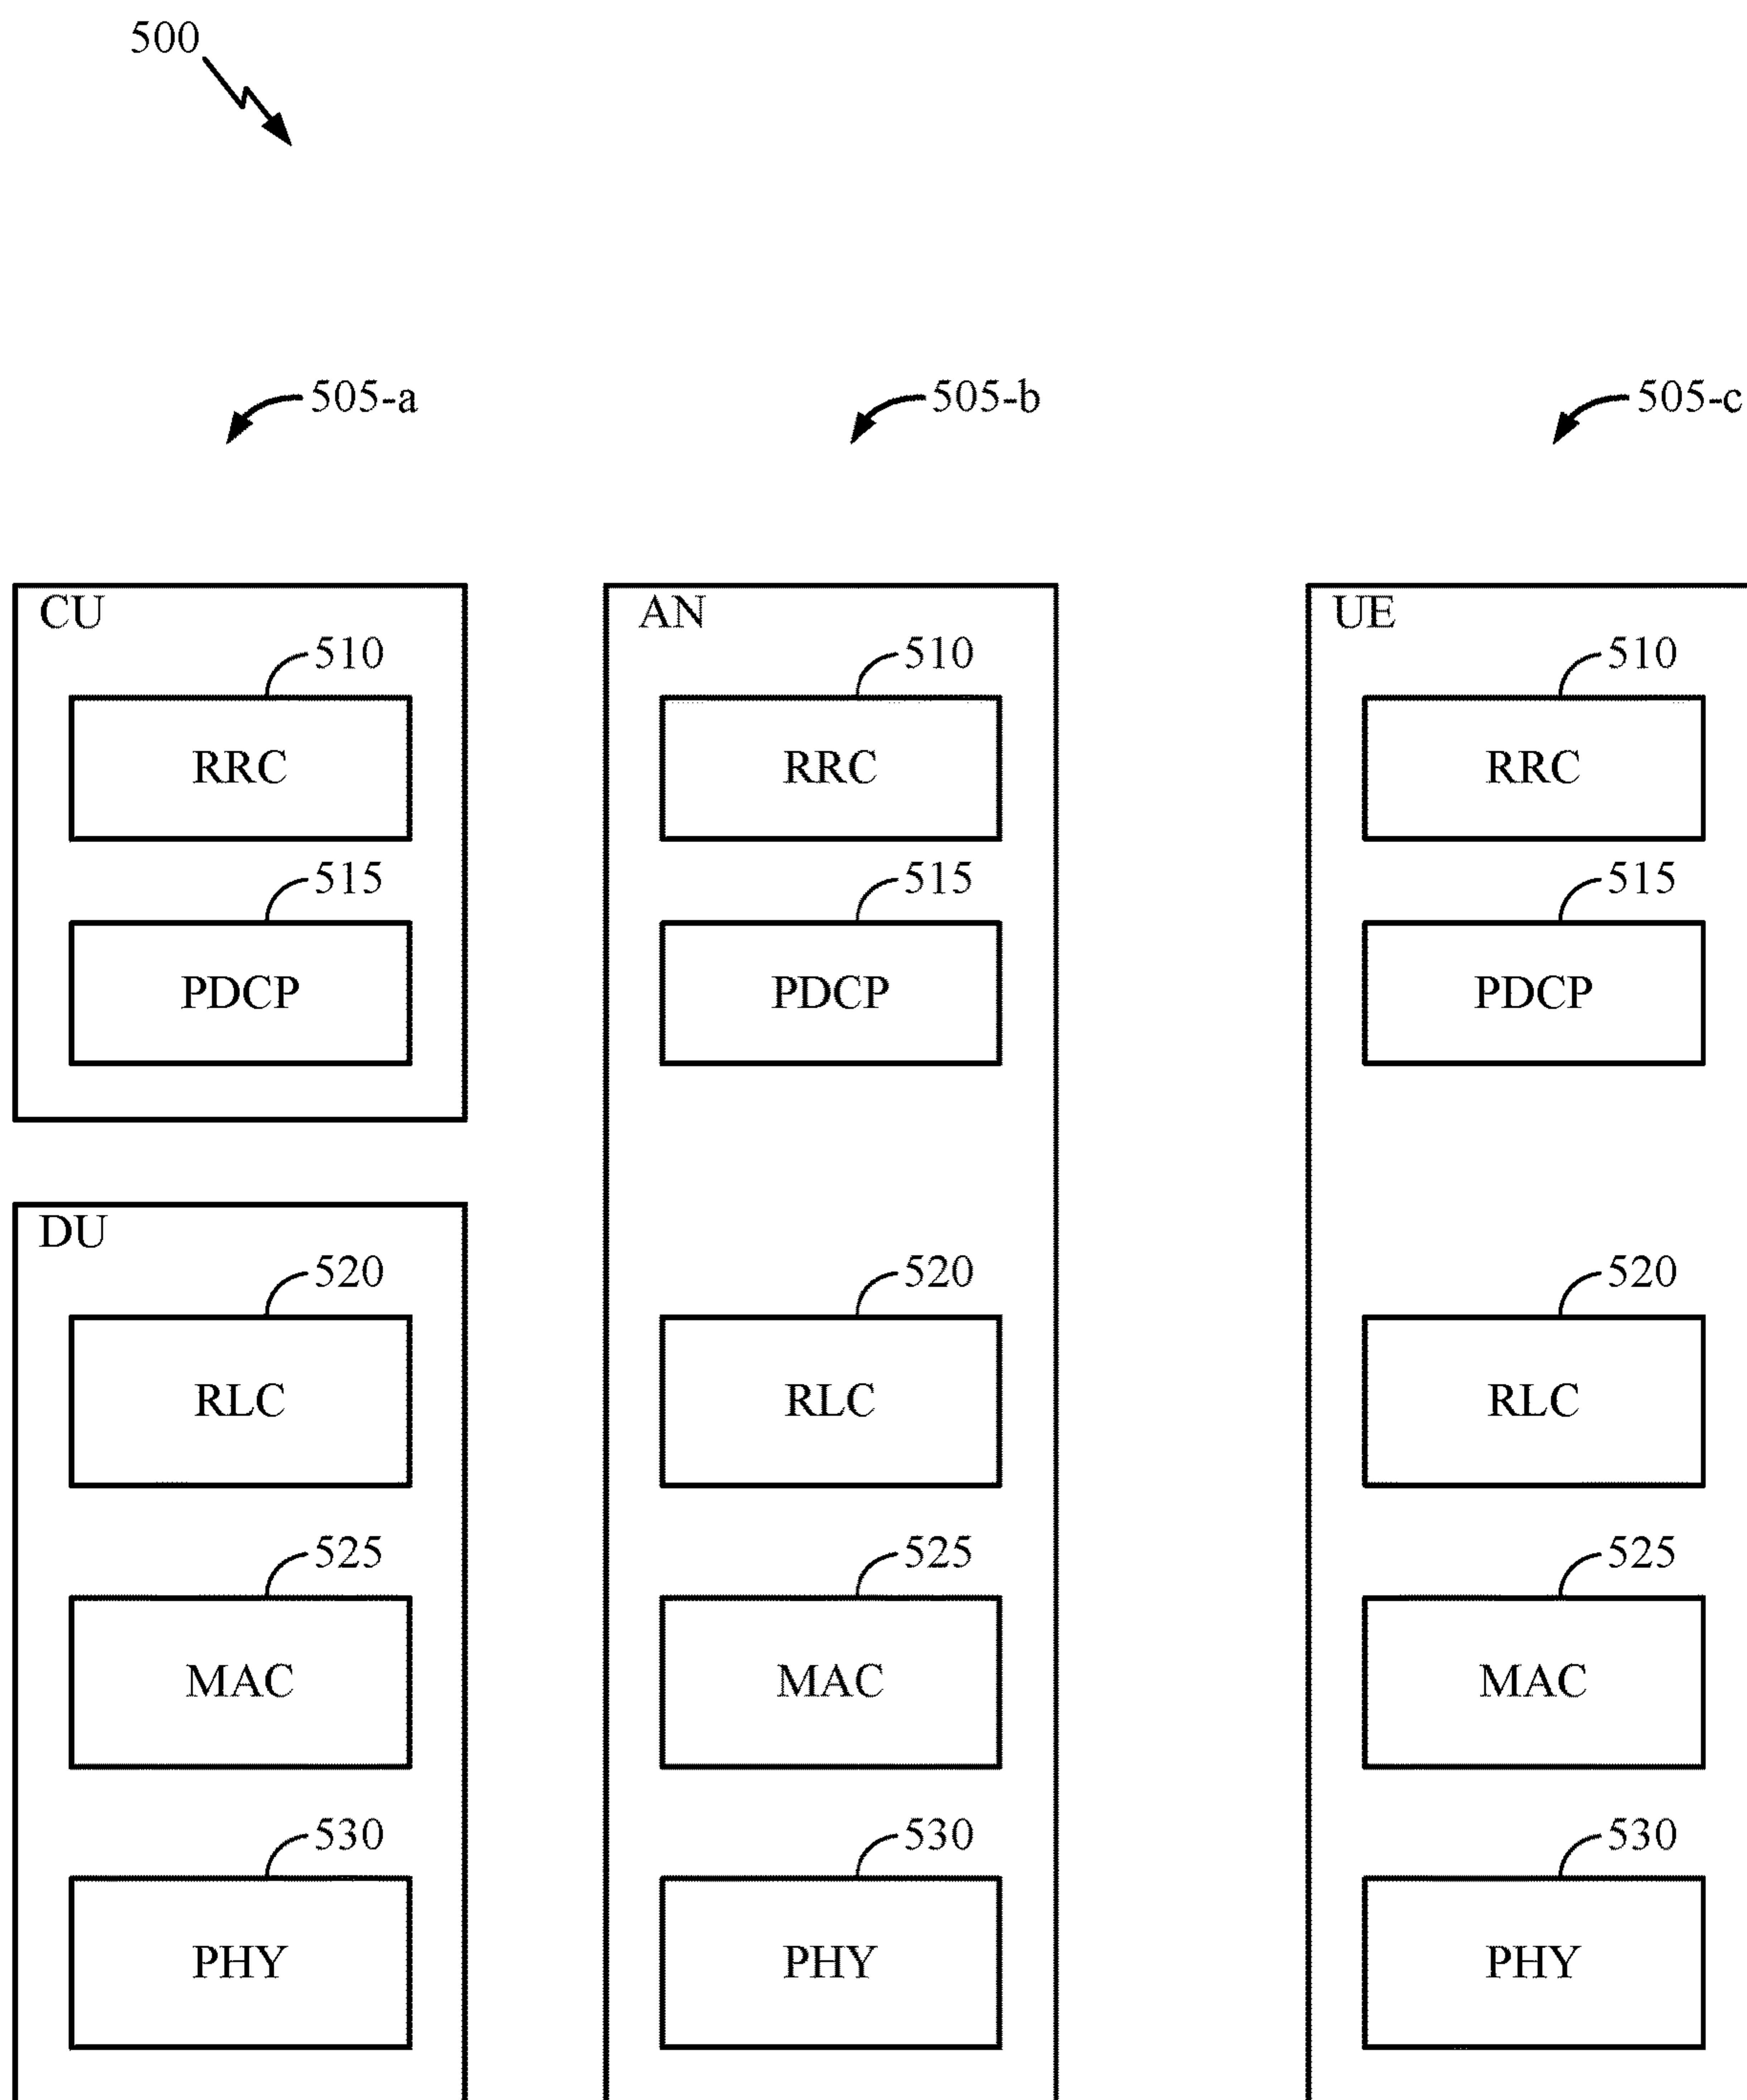 500
505-a 505-b 505-c
CU AN UE
510 510 510
RRC RRC RRC
515 515 515
PDCP PDCP PDCP
DU
520 520 520
RLC RLC RLC
525 525 525
MAC MAC MAC
530 530 530
PHY PHY PHY